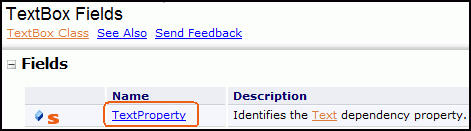 TextBox Fields
TextBox Class See Also Send Feedback
Fields
Name Description
S TextProperty Identifies the Text dependency property.